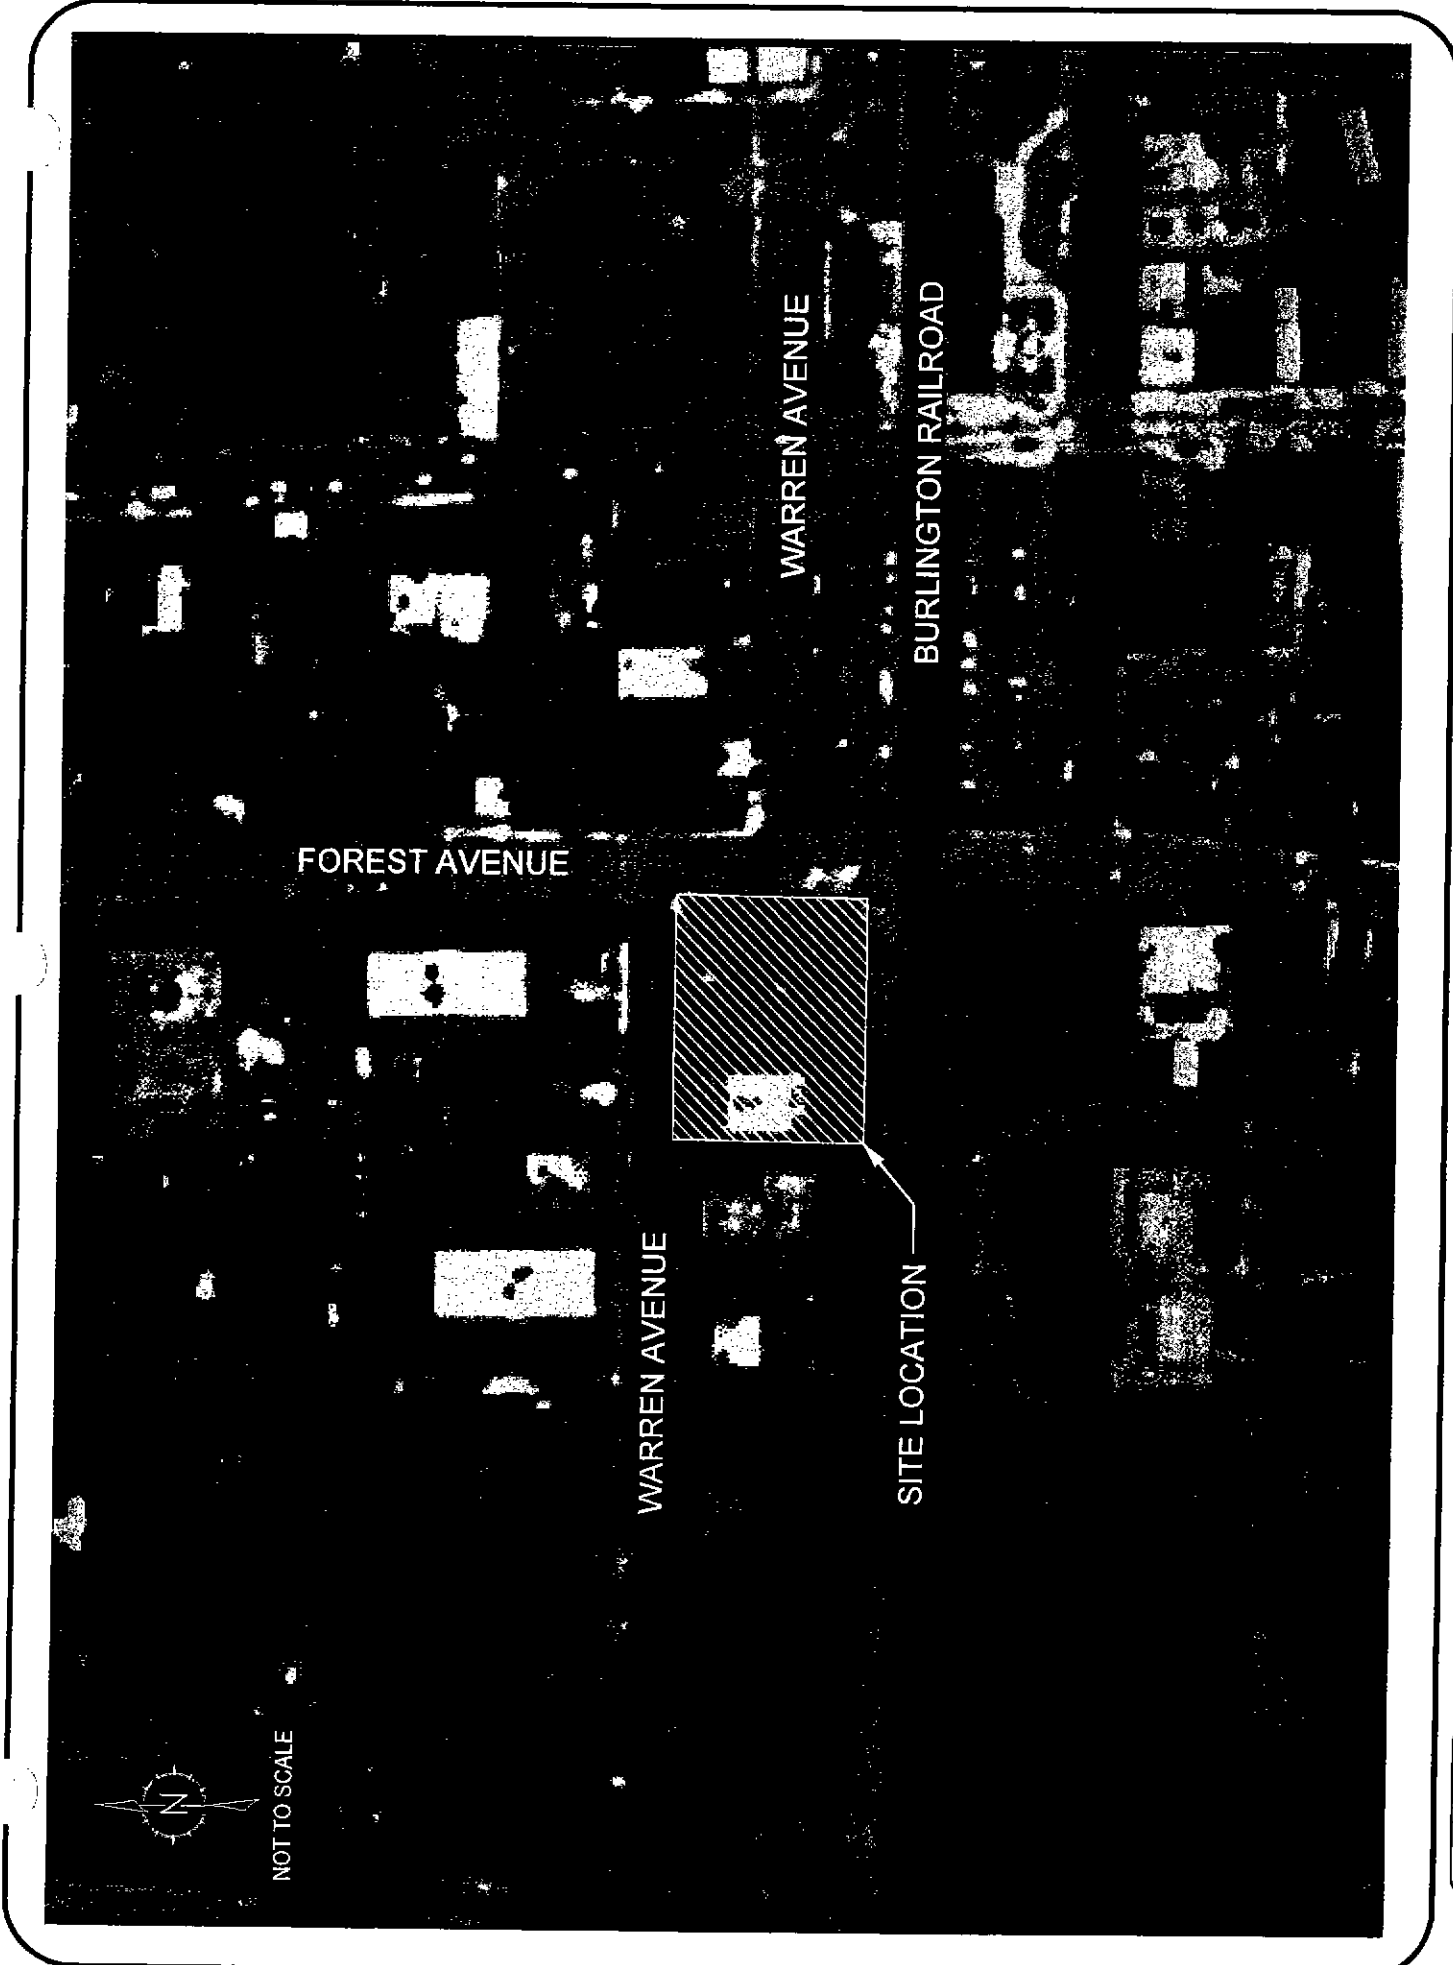 WARREN AVENUE
BURLINGTON RAILROAD
FOREST AVENUE
WARREN AVENUE
SITE LOCATION
N
NOT TO SCALE